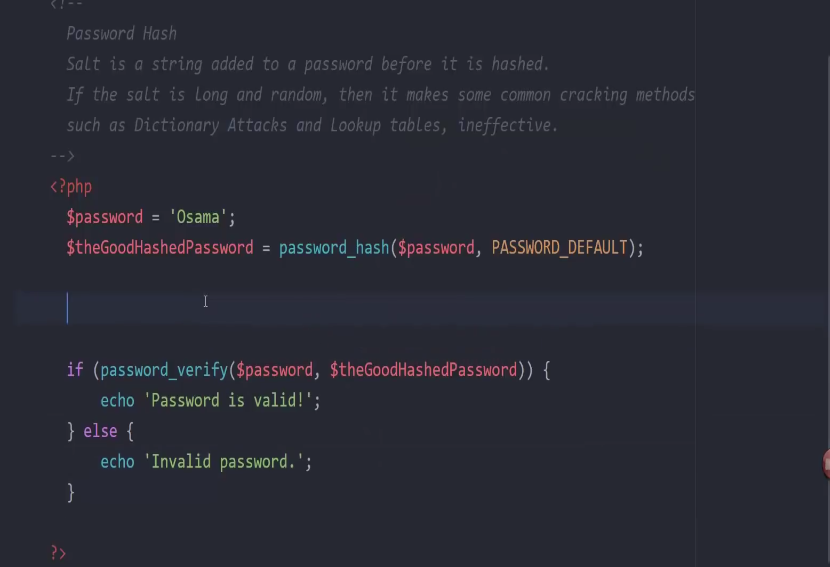 <!--
Password Hash
Salt is a string added to a password before it is hashed.
If the salt is long and random, then it makes some common cracking methods
such as Dictionary Attacks and Lookup tables, ineffective.
-->
<?php
$password = 'Osama';
$theGoodHashedPassword = password_hash($password, PASSWORD_DEFAULT);
if (password_verify($password, $theGoodHashedPassword)) {
echo 'Password is valid!';
} else {
echo 'Invalid password.';
}
?>